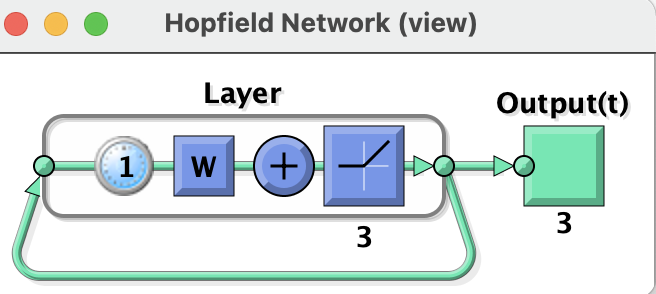 Hopfield Network (view)
Layer
Output(t)
1
W
+
3
3